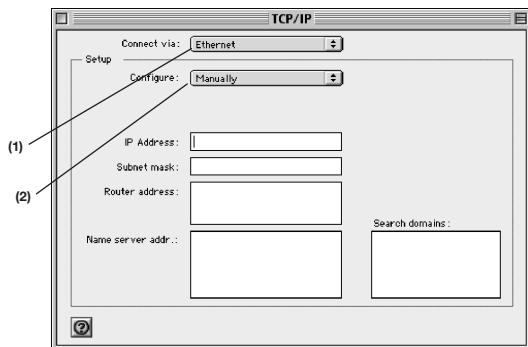 TCP/IP
Connect via: Ethernet
Setup
Configure: Manually
(1)
IP Address:
Subnet mask:
(2)
Router address:
Search domains:
Name server addr.:
?